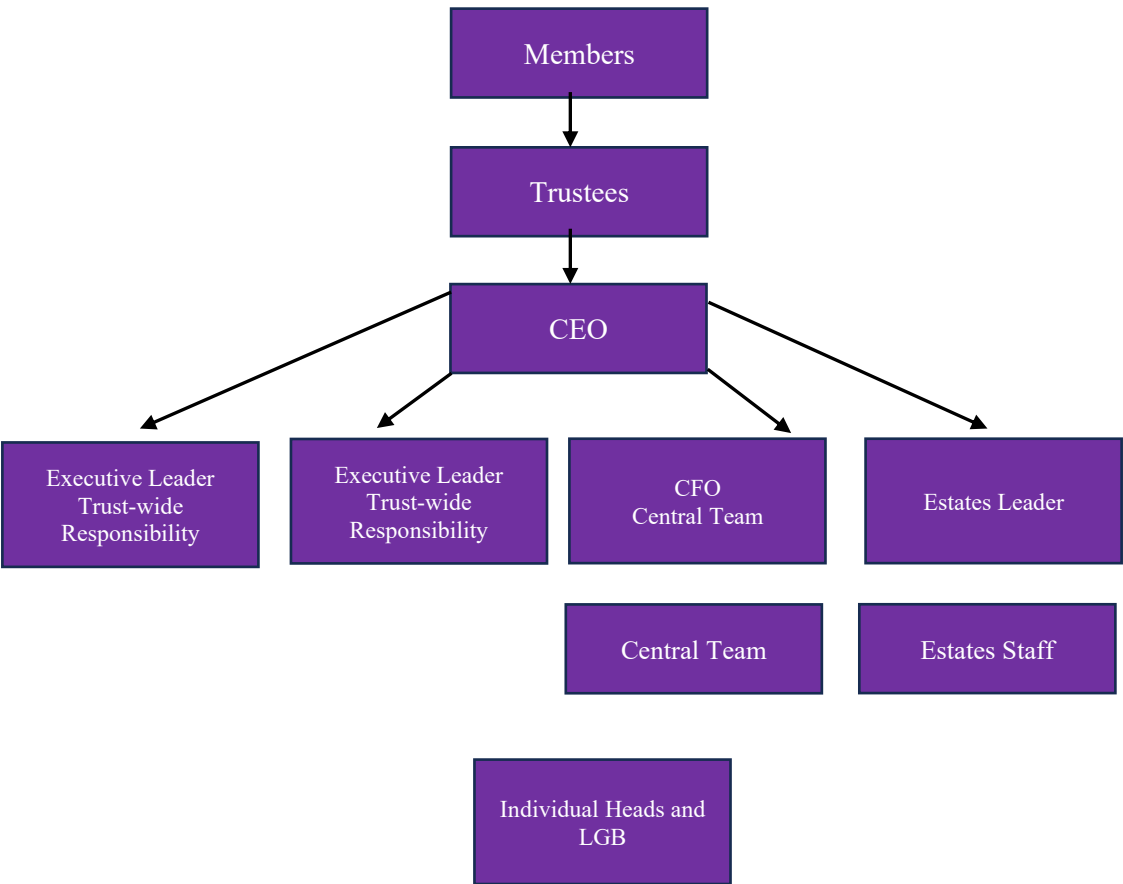 Members
Trustees
CEO
Executive Leader
Trust-wide
Responsibility
Executive Leader
Trust-wide
Responsibility
CFO
Central Team
Estates Leader
Central Team
Estates Staff
Individual Heads and
LGB